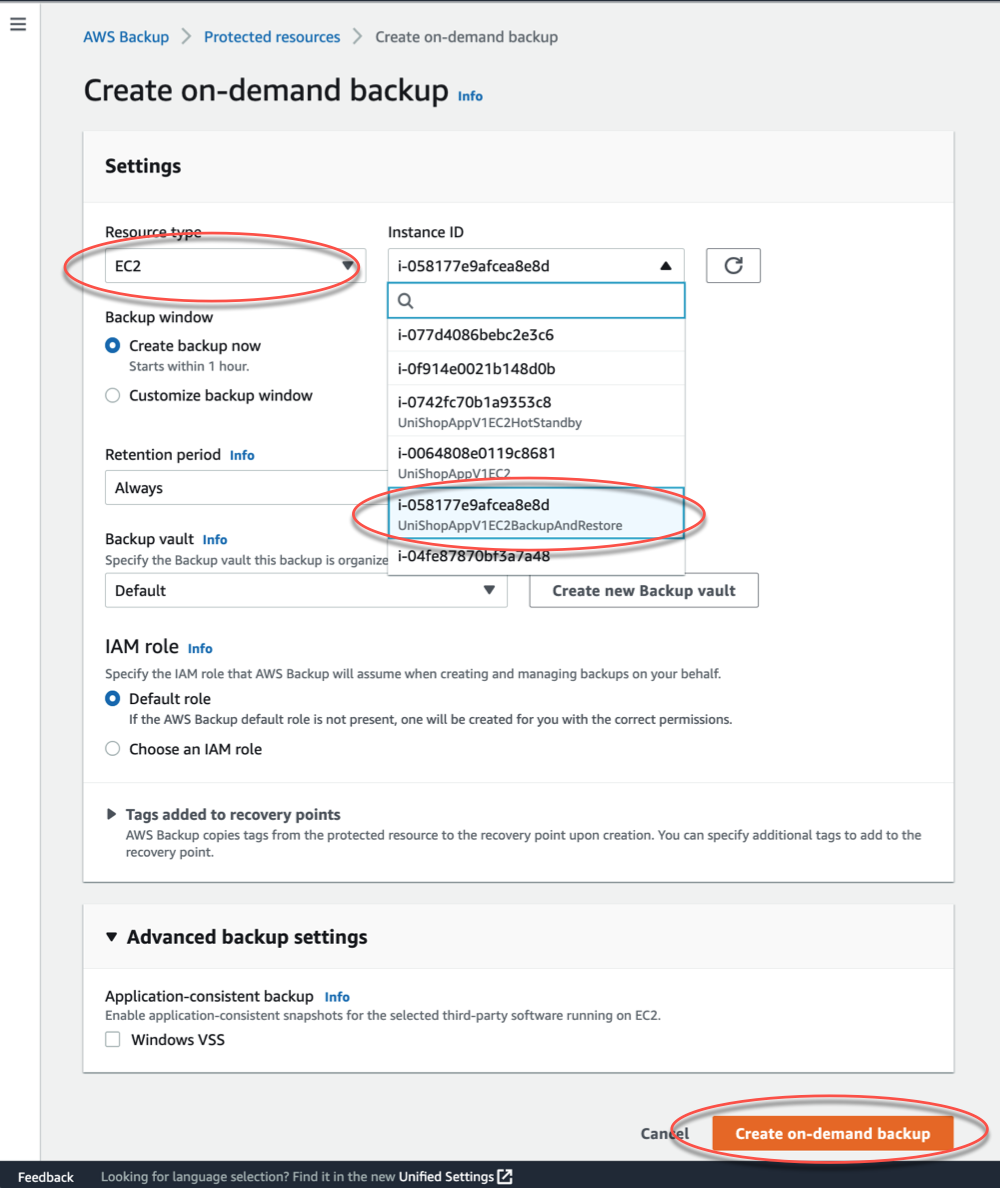 AWS Backup > Protected resources > Create on-demand backup
Create on-demand backup Info
Settings
Resource type
EC2
Instance ID
i-058177e9afcea8e8d
i-077d4086bebc2e3c6
i-0f914e0021b148d0b
i-0742fc70b1a9353c8
UniShopAppV1EC2HotStandby
i-0064808e0119c8681
UniShopAppV1EC2
i-058177e9afcea8e8d
UniShopAppV1EC2BackupAndRestore
i-04fe87870bf3a7a48
Backup window
Create backup now
Starts within 1 hour.
Customize backup window
Retention period Info
Always
Backup vault Info
Specify the Backup vault this backup is organize
Default
Create new Backup vault
IAM role Info
Specify the IAM role that AWS Backup will assume when creating and managing backups on your behalf.
Default role
If the AWS Backup default role is not present, one will be created for you with the correct permissions.
Choose an IAM role
Tags added to recovery points
AWS Backup copies tags from the protected resource to the recovery point upon creation. You can specify additional tags to add to the
recovery point.
Advanced backup settings
Application-consistent backup Info
Enable application-consistent snapshots for the selected third-party software running on EC2.
Windows VSS
Cancel
Create on-demand backup
Feedback
Looking for language selection? Find it in the new Unified Settings